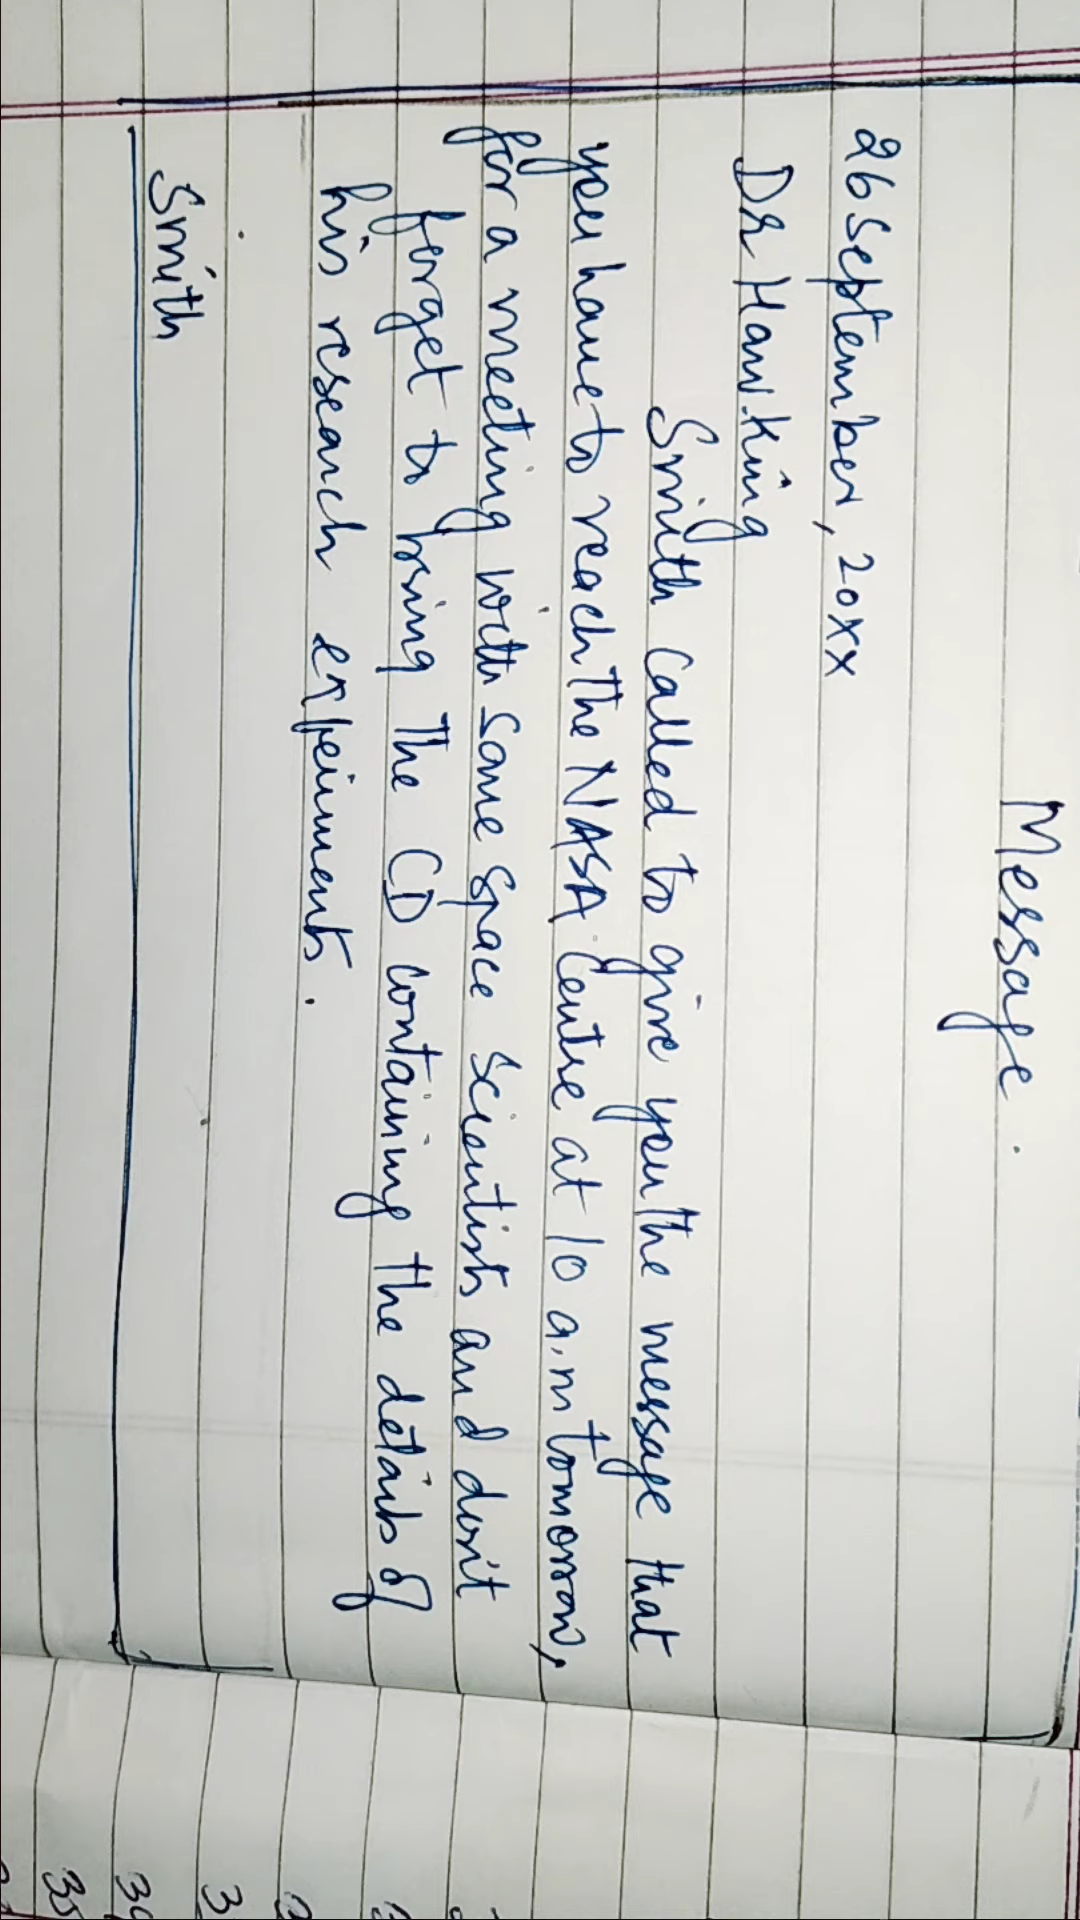 Message.
26 September, 20XX
Dr Hawking
Smith called to give you the message that
you have to reach the NASA Centre at 10 a.m tomorrow,
for a meeting with some space scientists and don't
forget to bring the CD containing the details of
his research experiments.
Smith
35